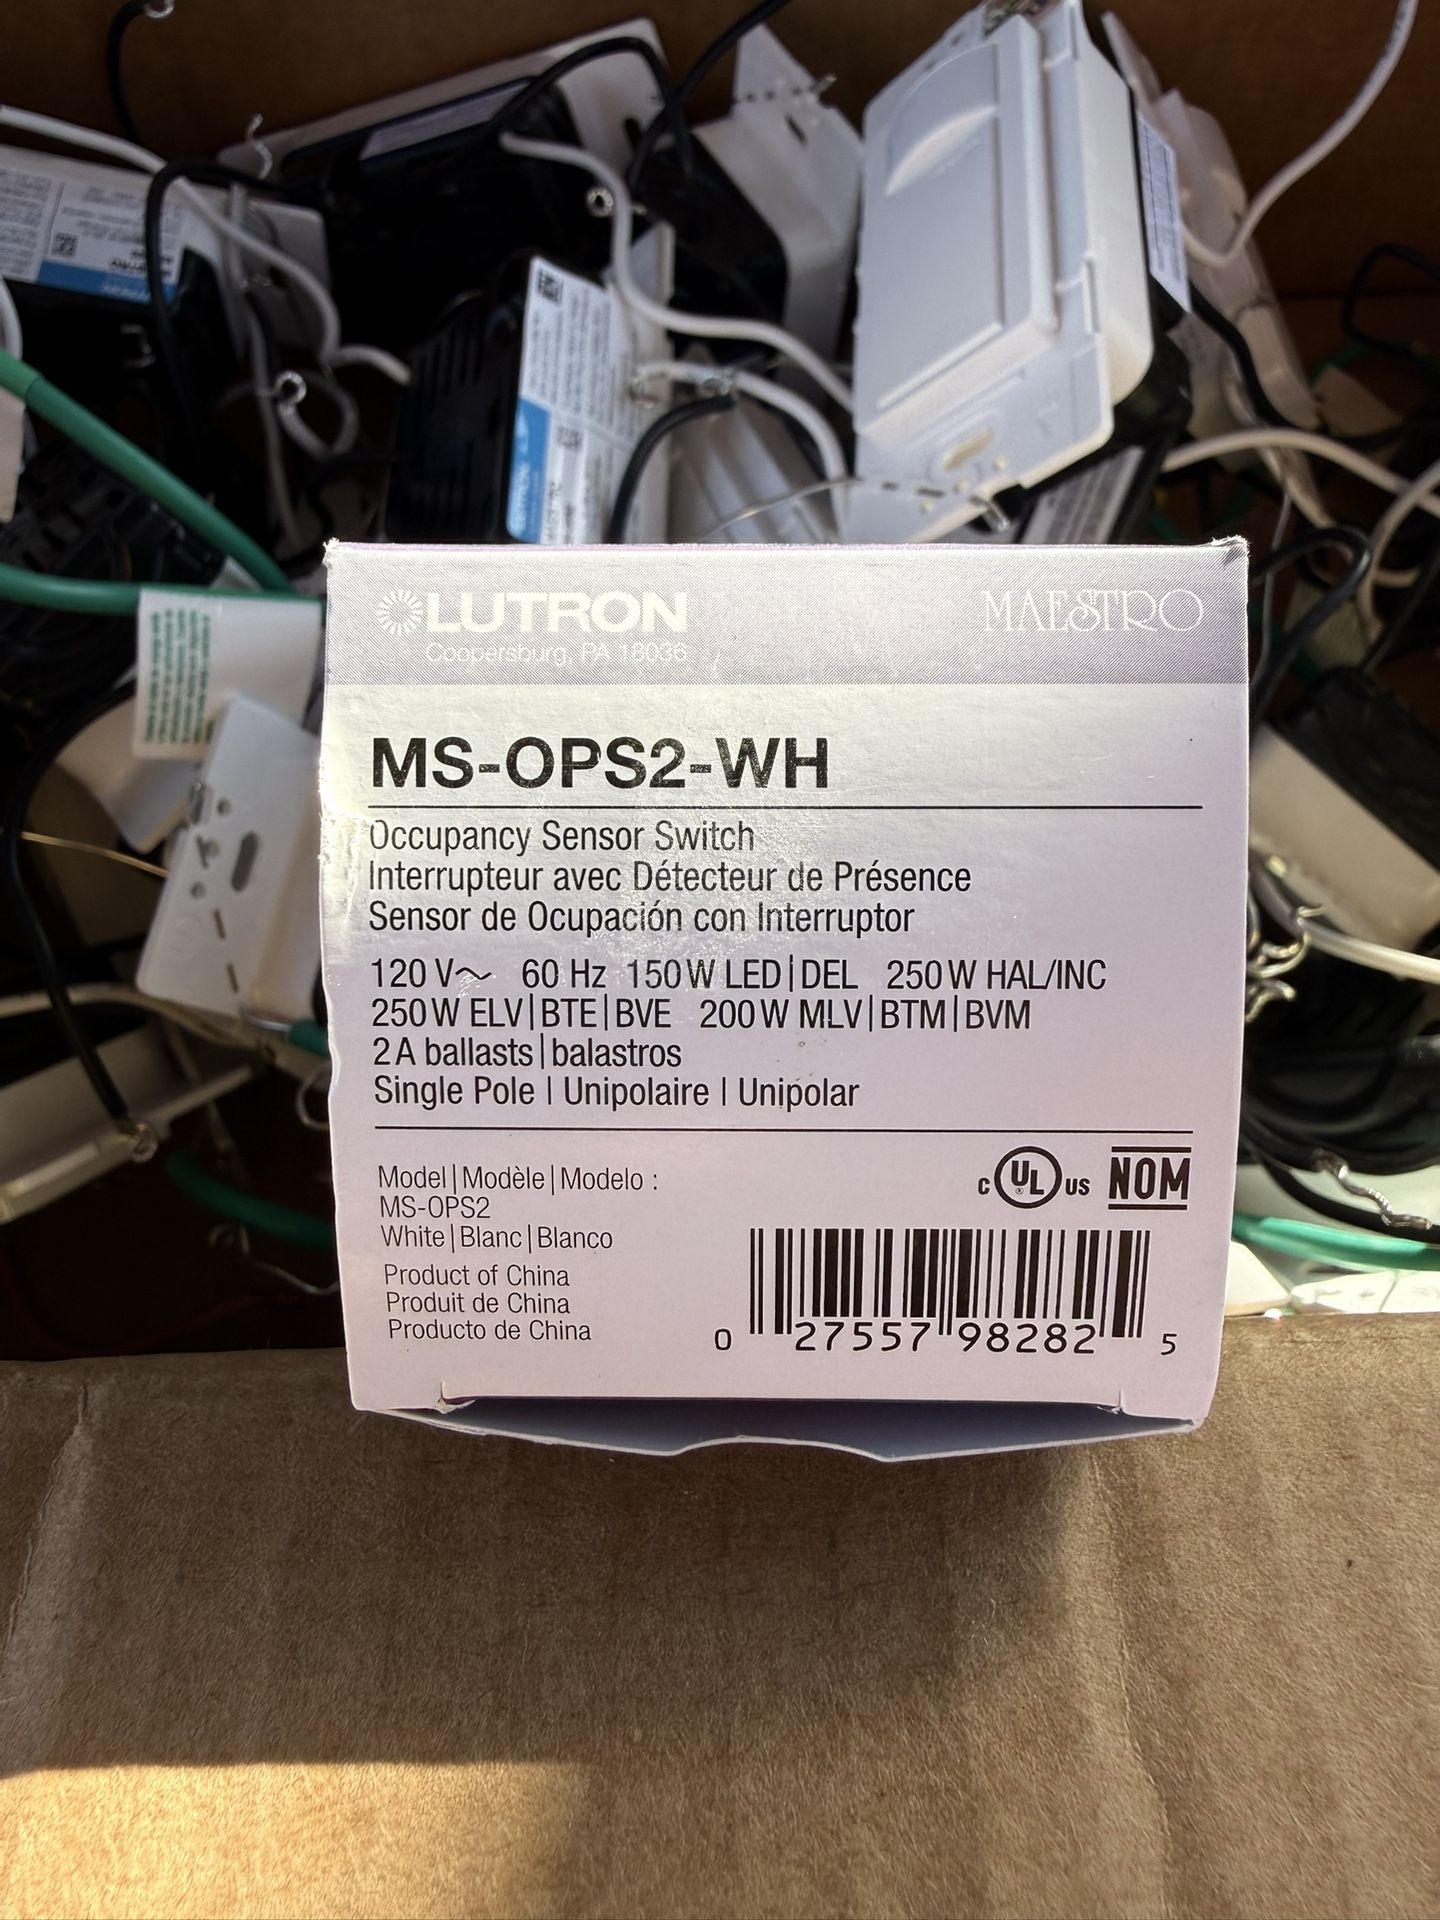 LUTRON
Coopersburg, PA 18036
MAESTRO
MS-OPS2-WH
Occupancy Sensor Switch
Interrupteur avec Détecteur de Présence
Sensor de Ocupación con Interruptor
120 V~ 60 Hz 150 W LED|DEL 250 W HAL/INC
250 W ELV|BTE|BVE 200 W MLV|BTM|BVM
2 A ballasts|balastros
Single Pole | Unipolaire | Unipolar
Model|Modèle|Modelo :
MS-OPS2
White|Blanc|Blanco
Product of China
Produit de China
Producto de China
c UL ® us NOM
0 27557 98282 5